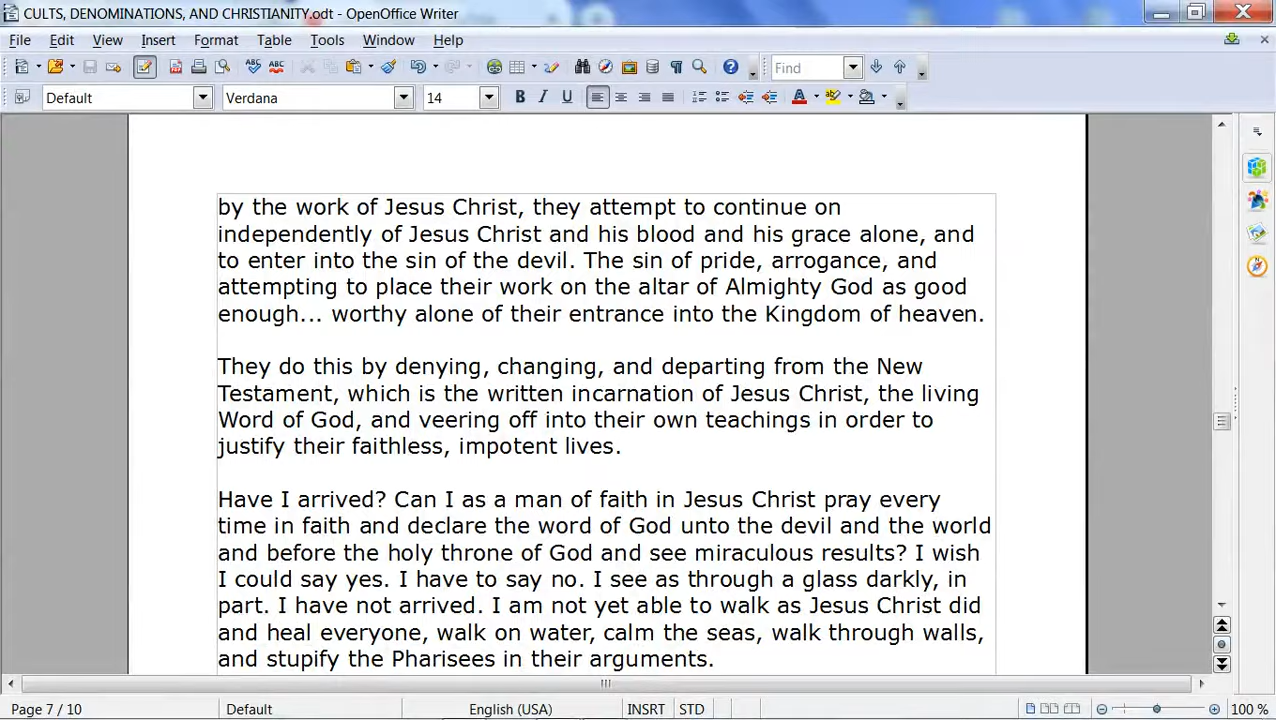 CULTS, DENOMINATIONS, AND CHRISTIANITY.odt - OpenOffice Writer
File Edit View Insert Format Table Tools Window Help
Find
Default Verdana 14
by the work of Jesus Christ, they attempt to continue on
independently of Jesus Christ and his blood and his grace alone, and
to enter into the sin of the devil. The sin of pride, arrogance, and
attempting to place their work on the altar of Almighty God as good
enough... worthy alone of their entrance into the Kingdom of heaven.
They do this by denying, changing, and departing from the New
Testament, which is the written incarnation of Jesus Christ, the living
Word of God, and veering off into their own teachings in order to
justify their faithless, impotent lives.
Have I arrived? Can I as a man of faith in Jesus Christ pray every
time in faith and declare the word of God unto the devil and the world
and before the holy throne of God and see miraculous results? I wish
I could say yes. I have to say no. I see as through a glass darkly, in
part. I have not arrived. I am not yet able to walk as Jesus Christ did
and heal everyone, walk on water, calm the seas, walk through walls,
and stupify the Pharisees in their arguments.
Page 7 / 10 Default English (USA) INSRT STD 100 %